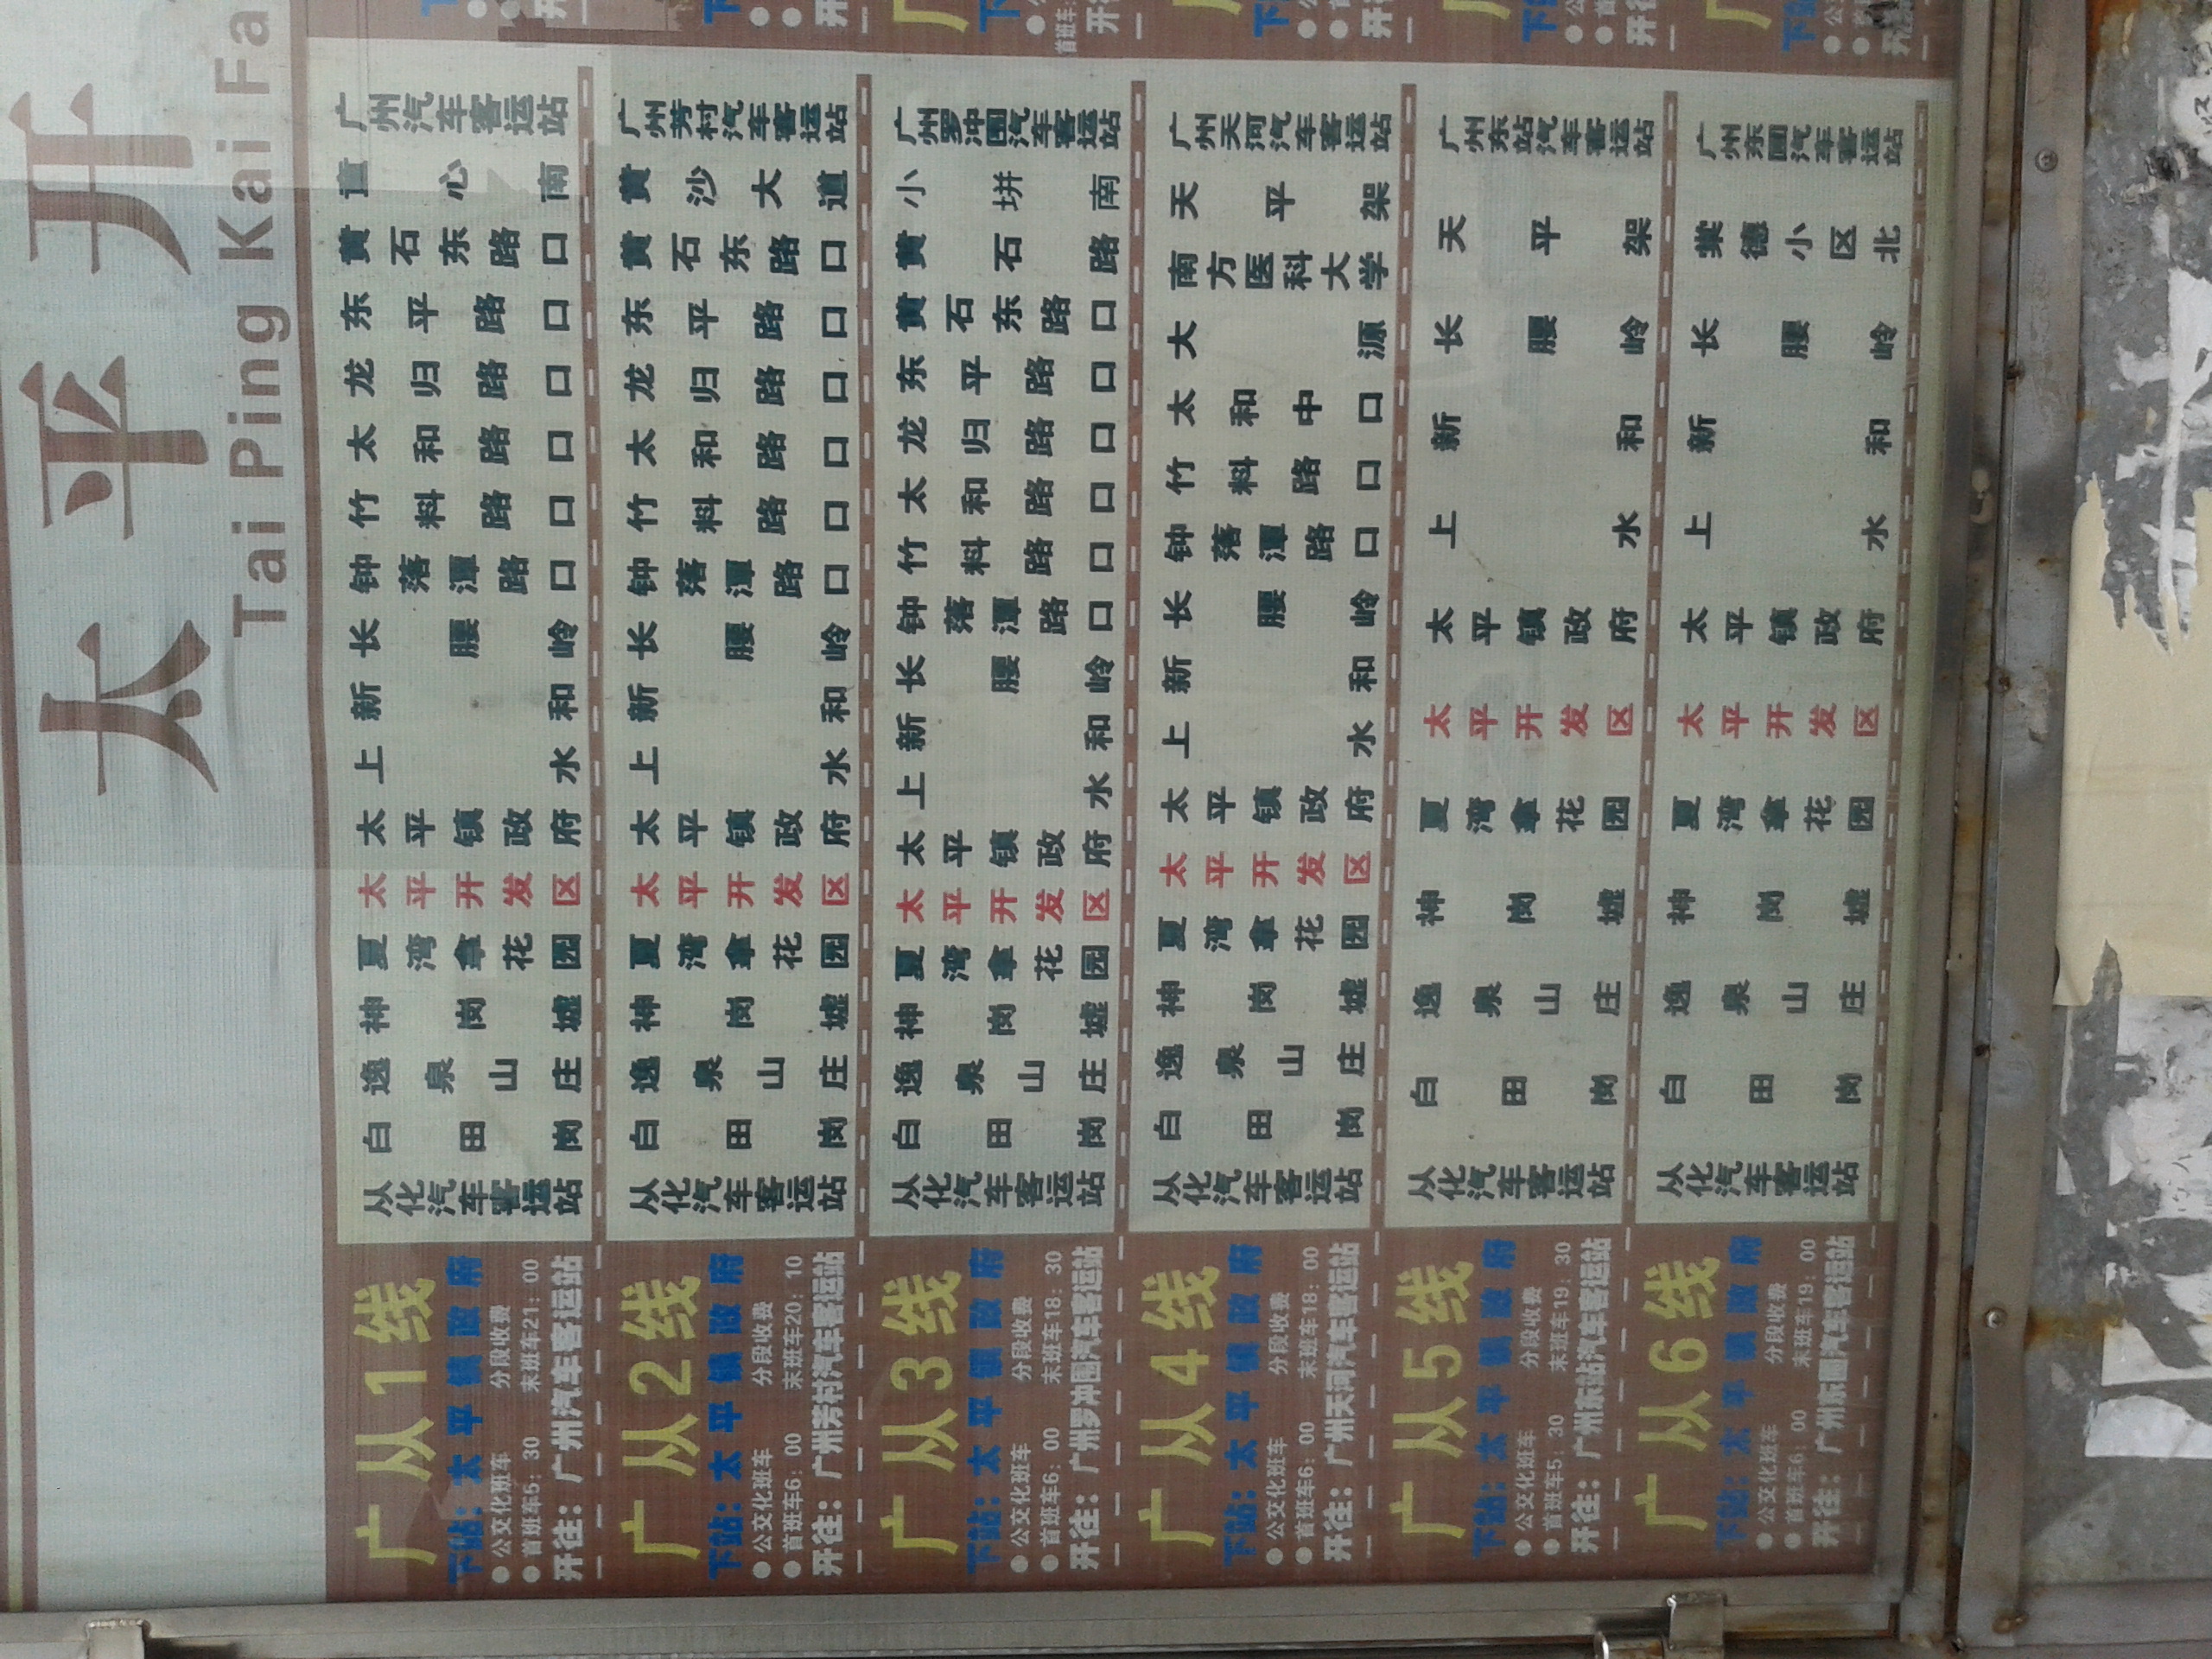 太平开
Tai Ping Kai Fa
广从1线
下站：太平镇政府
公交化班车 分段收费
首班车5：30 末班车21：00
开往：广州汽车客运站
从化汽车客运站
白田岗
逸泉山庄
神岗墟
夏湾拿花园
太平开发区
太平镇政府
上水
新和
长腰岭
钟落潭路口
竹料路口
太和路口
龙归路口
东平路口
黄石东路口
童心南
广州汽车客运站
广从2线
下站：太平镇政府
公交化班车 分段收费
首班车6：00 末班车20：10
开往：广州芳村汽车客运站
从化汽车客运站
白田岗
逸泉山庄
神岗墟
夏湾拿花园
太平开发区
太平镇政府
上水
新和
长腰岭
钟落潭路口
竹料路口
太和路口
龙归路口
东平路口
黄石东路口
黄沙大道
广州芳村汽车客运站
广从3线
下站：太平镇政府
公交化班车 分段收费
首班车6：00 末班车18：30
开往：广州罗冲围汽车客运站
从化汽车客运站
白田岗
逸泉山庄
神岗墟
夏湾拿花园
太平开发区
太平镇政府
上水
新和
长腰岭
钟落潭路口
竹料路口
太和路口
龙归路口
东平路口
黄石东路口
黄石路
小坪南
广州罗冲围汽车客运站
广从4线
下站：太平镇政府
公交化班车 分段收费
首班车6：00 末班车18：00
开往：广州天河汽车客运站
从化汽车客运站
白田岗
逸泉山庄
神岗墟
夏湾拿花园
太平开发区
太平镇政府
上水
新和
长腰岭
钟落潭路口
竹料路口
太和中口
大源
南方医科大学
天平架
广州天河汽车客运站
广从5线
下站：太平镇政府
公交化班车 分段收费
首班车5：30 末班车19：30
开往：广州东站汽车客运站
从化汽车客运站
白田岗
逸泉山庄
神岗墟
夏湾拿花园
太平开发区
太平镇政府
上水
新和
长腰岭
天平架
广州东站汽车客运站
广从6线
下站：太平镇政府
公交化班车 分段收费
首班车6：00 末班车19：00
开往：广州东圃汽车客运站
从化汽车客运站
白田岗
逸泉山庄
神岗墟
夏湾拿花园
太平开发区
太平镇政府
上水
新和
长腰岭
棠德小区北
广州东圃汽车客运站